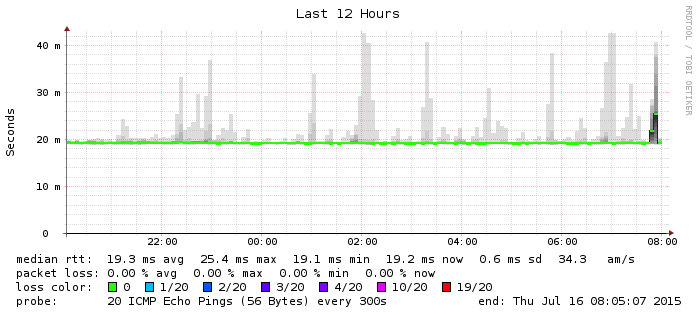 Last 12 Hours
RRDTOOL / TOBI OETIKER
Seconds
40 m
30 m
20 m
10 m
0
22:00 00:00 02:00 04:00 06:00 08:00
median rtt: 19.3 ms avg 25.4 ms max 19.1 ms min 19.2 ms now 0.6 ms sd 34.3 am/s
packet loss: 0.00 % avg 0.00 % max 0.00 % min 0.00 % now
loss color: 0 1/20 2/20 3/20 4/20 10/20 19/20
probe: 20 ICMP Echo Pings (56 Bytes) every 300s end: Thu Jul 16 08:05:07 2015